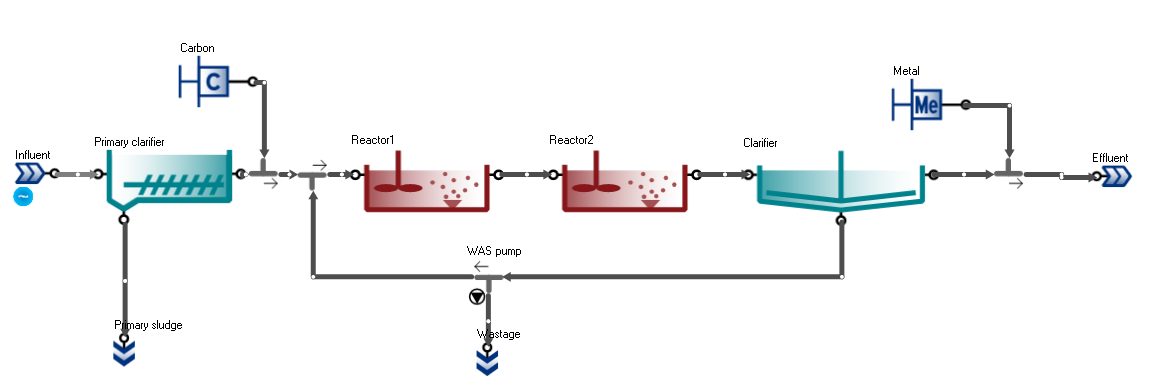 Carbon
C
Metal
Me
Influent
Primary clarifier
Reactor1
Reactor2
Clarifier
Effluent
WAS pump
Primary sludge
Wastage